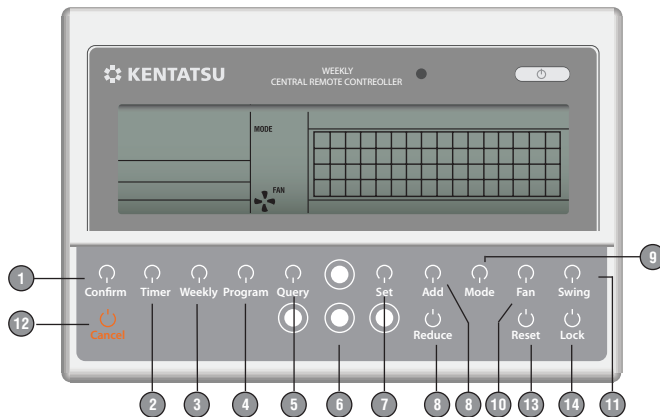 KENTATSU
WEEKLY
CENTRAL REMOTE CONTREOLLER
MODE
FAN
9
1
Confirm
Timer
Weekly
Program
Query
Set
Add
Mode
Fan
Swing
12
Cancel
Reduce
Reset
Lock
2
3
4
5
6
7
8
8
10
13
14
11